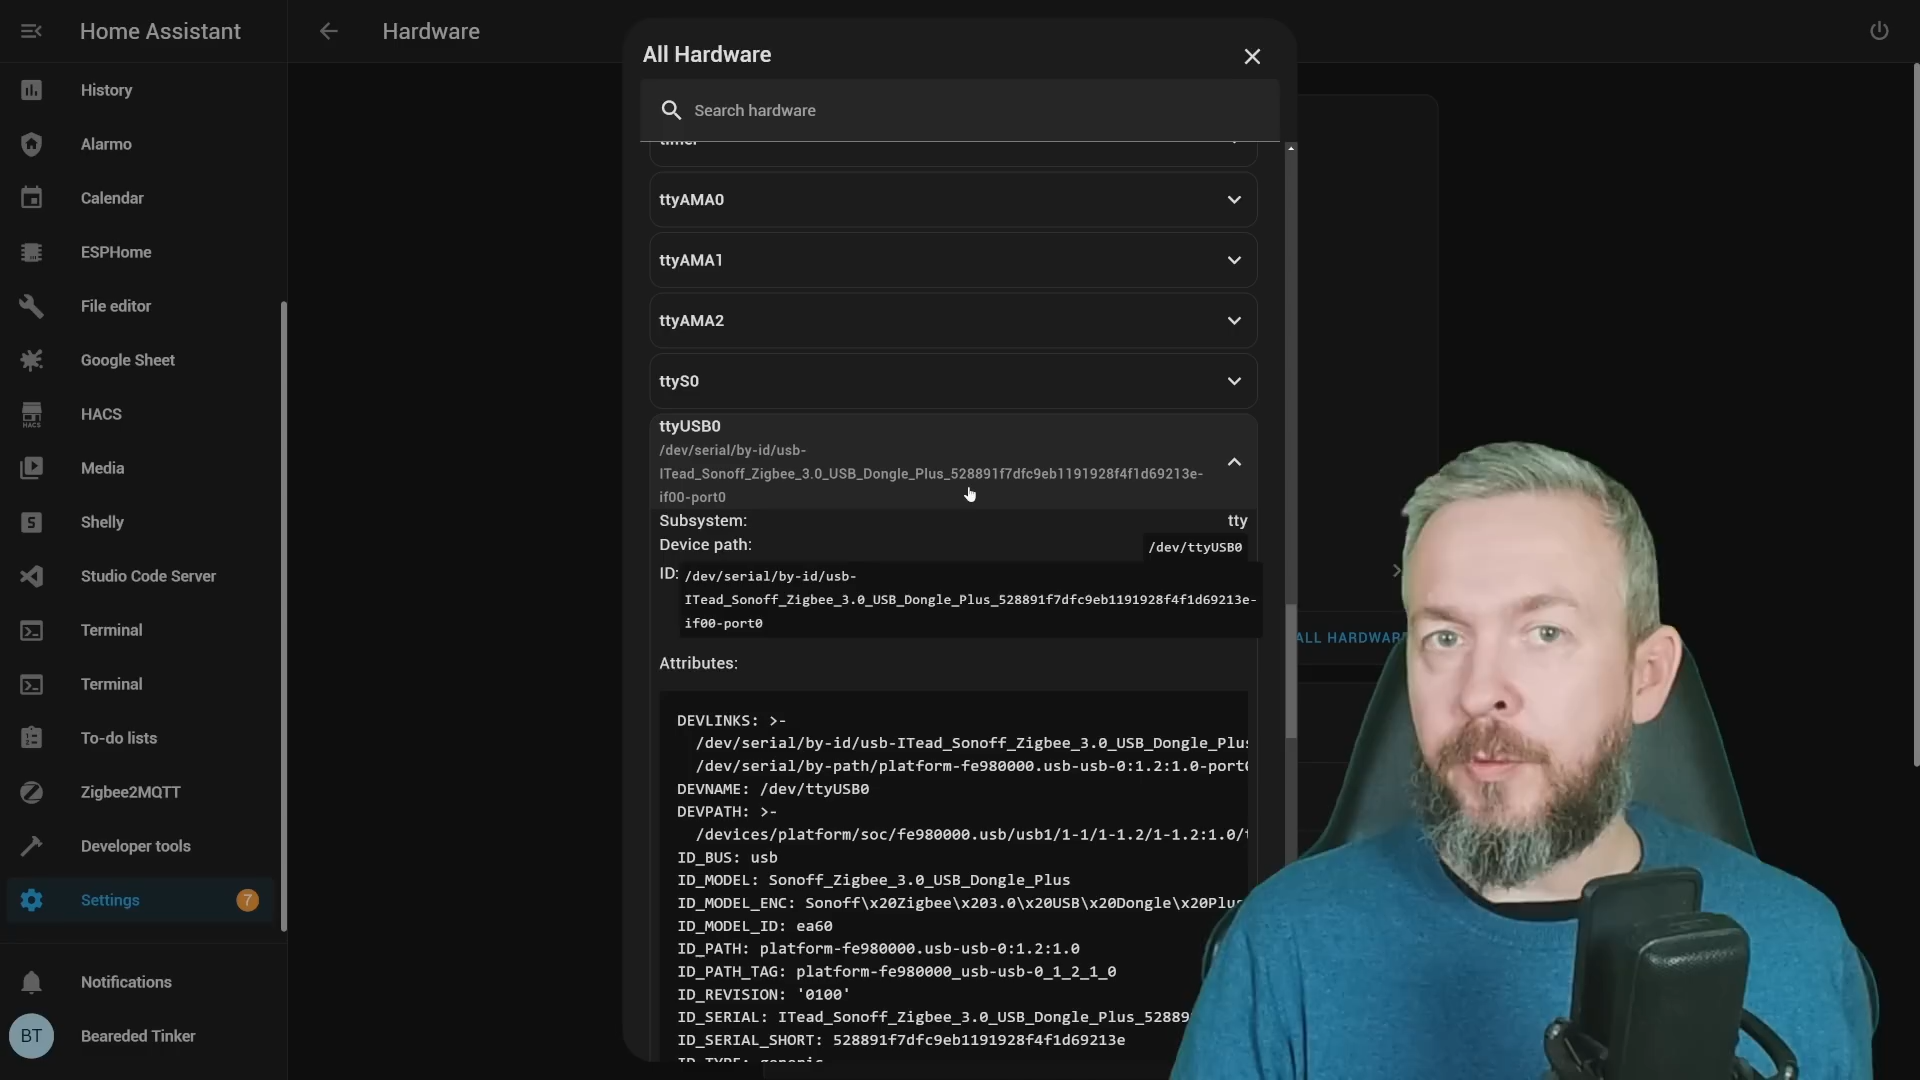 Home Assistant
Hardware
History
Alarmo
Calendar
ESPHome
File editor
Google Sheet
HACS
HACS
Media
Shelly
S
Studio Code Server
Terminal
Terminal
To-do lists
Zigbee2MQTT
Developer tools
Settings
7
Notifications
BT
Bearded Tinker
All Hardware
Search hardware
timer
ttyAMA0
ttyAMA1
ttyAMA2
ttyS0
ttyUSB0
/dev/serial/by-id/usb-
ITead_Sonoff_Zigbee_3.0_USB_Dongle_Plus_528891f7dfc9eb1191928f4f1d69213e-
if00-port0
Subsystem: tty
Device path: /dev/ttyUSB0
ID: /dev/serial/by-id/usb-
ITead_Sonoff_Zigbee_3.0_USB_Dongle_Plus_528891f7dfc9eb1191928f4f1d69213e-
if00-port0
Attributes:
DEVLINKS: >-
/dev/serial/by-id/usb-ITead_Sonoff_Zigbee_3.0_USB_Dongle_Plu
/dev/serial/by-path/platform-fe980000.usb-usb-0:1.2:1.0-port
DEVNAME: /dev/ttyUSB0
DEVPATH: >-
/devices/platform/soc/fe980000.usb/usb1/1-1/1-1.2/1-1.2:1.0/
ID_BUS: usb
ID_MODEL: Sonoff_Zigbee_3.0_USB_Dongle_Plus
ID_MODEL_ENC: Sonoff\x20Zigbee\x203.0\x20USB\x20Dongle\x20Plus
ID_MODEL_ID: ea60
ID_PATH: platform-fe980000.usb-usb-0:1.2:1.0
ID_PATH_TAG: platform-fe980000_usb-usb-0_1_2_1_0
ID_REVISION: '0100'
ID_SERIAL: ITead_Sonoff_Zigbee_3.0_USB_Dongle_Plus_52889
ID_SERIAL_SHORT: 528891f7dfc9eb1191928f4f1d69213e
ID_TYPE: generic
ALL HARDWAR